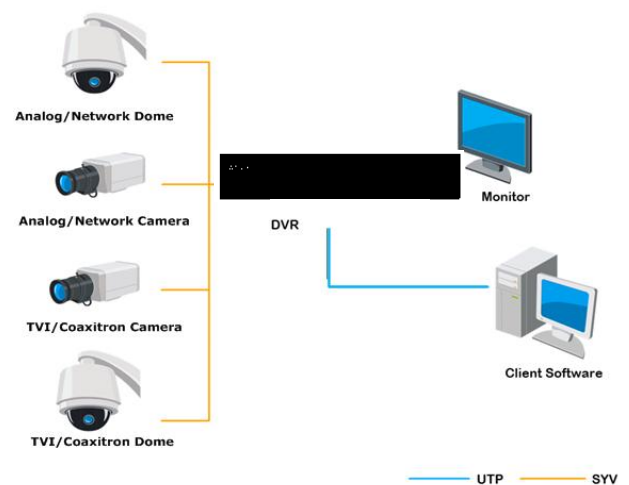 Analog/Network Dome
Analog/Network Camera
TVI/Coaxitron Camera
TVI/Coaxitron Dome
DVR
Monitor
Client Software
UTP
SYV